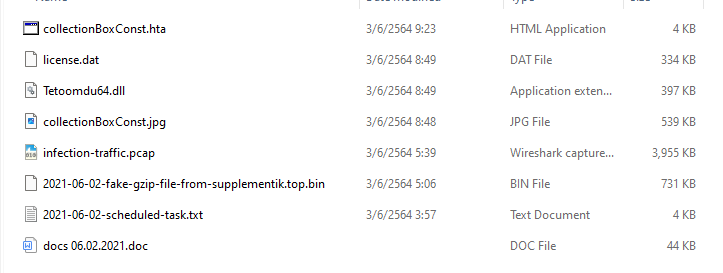 collectionBoxConst.hta 3/6/2564 9:23 HTML Application 4 KB
license.dat 3/6/2564 8:49 DAT File 334 KB
Tetoomdu64.dll 3/6/2564 8:49 Application exten... 397 KB
collectionBoxConst.jpg 3/6/2564 8:48 JPG File 539 KB
infection-traffic.pcap 3/6/2564 5:39 Wireshark capture... 3,955 KB
2021-06-02-fake-gzip-file-from-supplementik.top.bin 3/6/2564 5:06 BIN File 731 KB
2021-06-02-scheduled-task.txt 3/6/2564 3:57 Text Document 4 KB
docs 06.02.2021.doc DOC File 44 KB